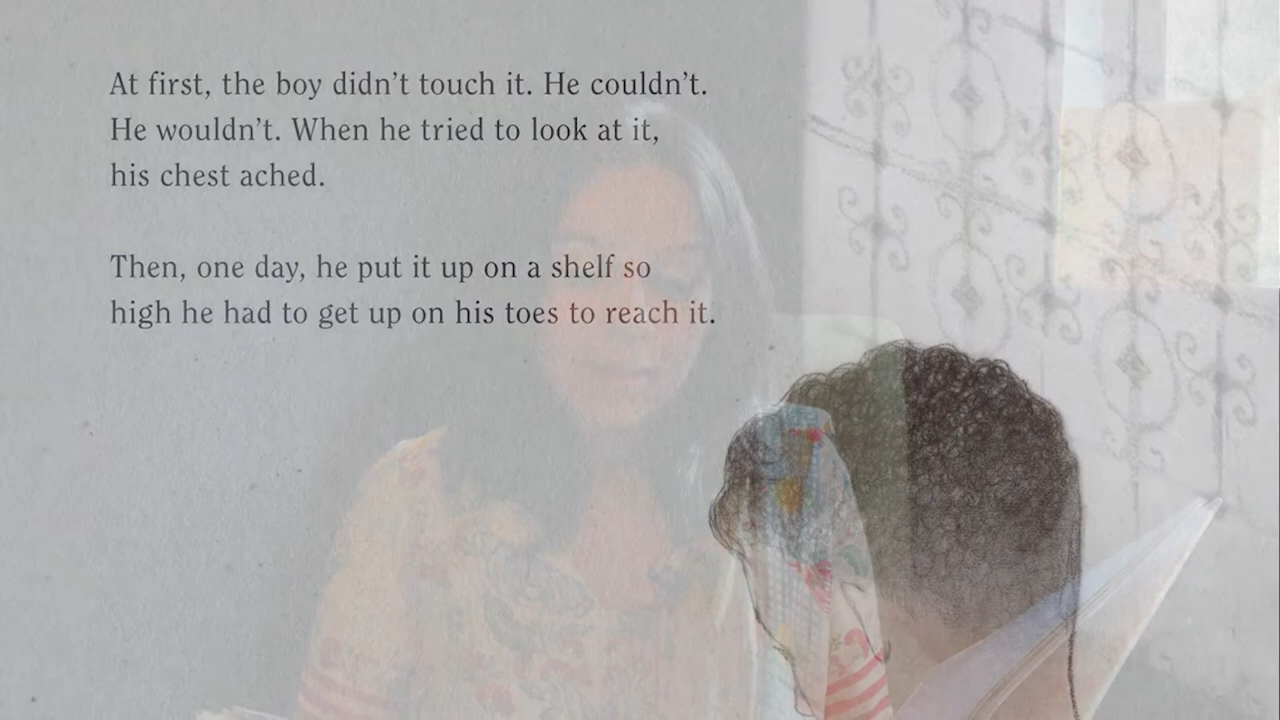 At first, the boy didn’t touch it. He couldn’t.
He wouldn’t. When he tried to look at it,
his chest ached.
Then, one day, he put it up on a shelf so
high he had to get up on his toes to reach it.